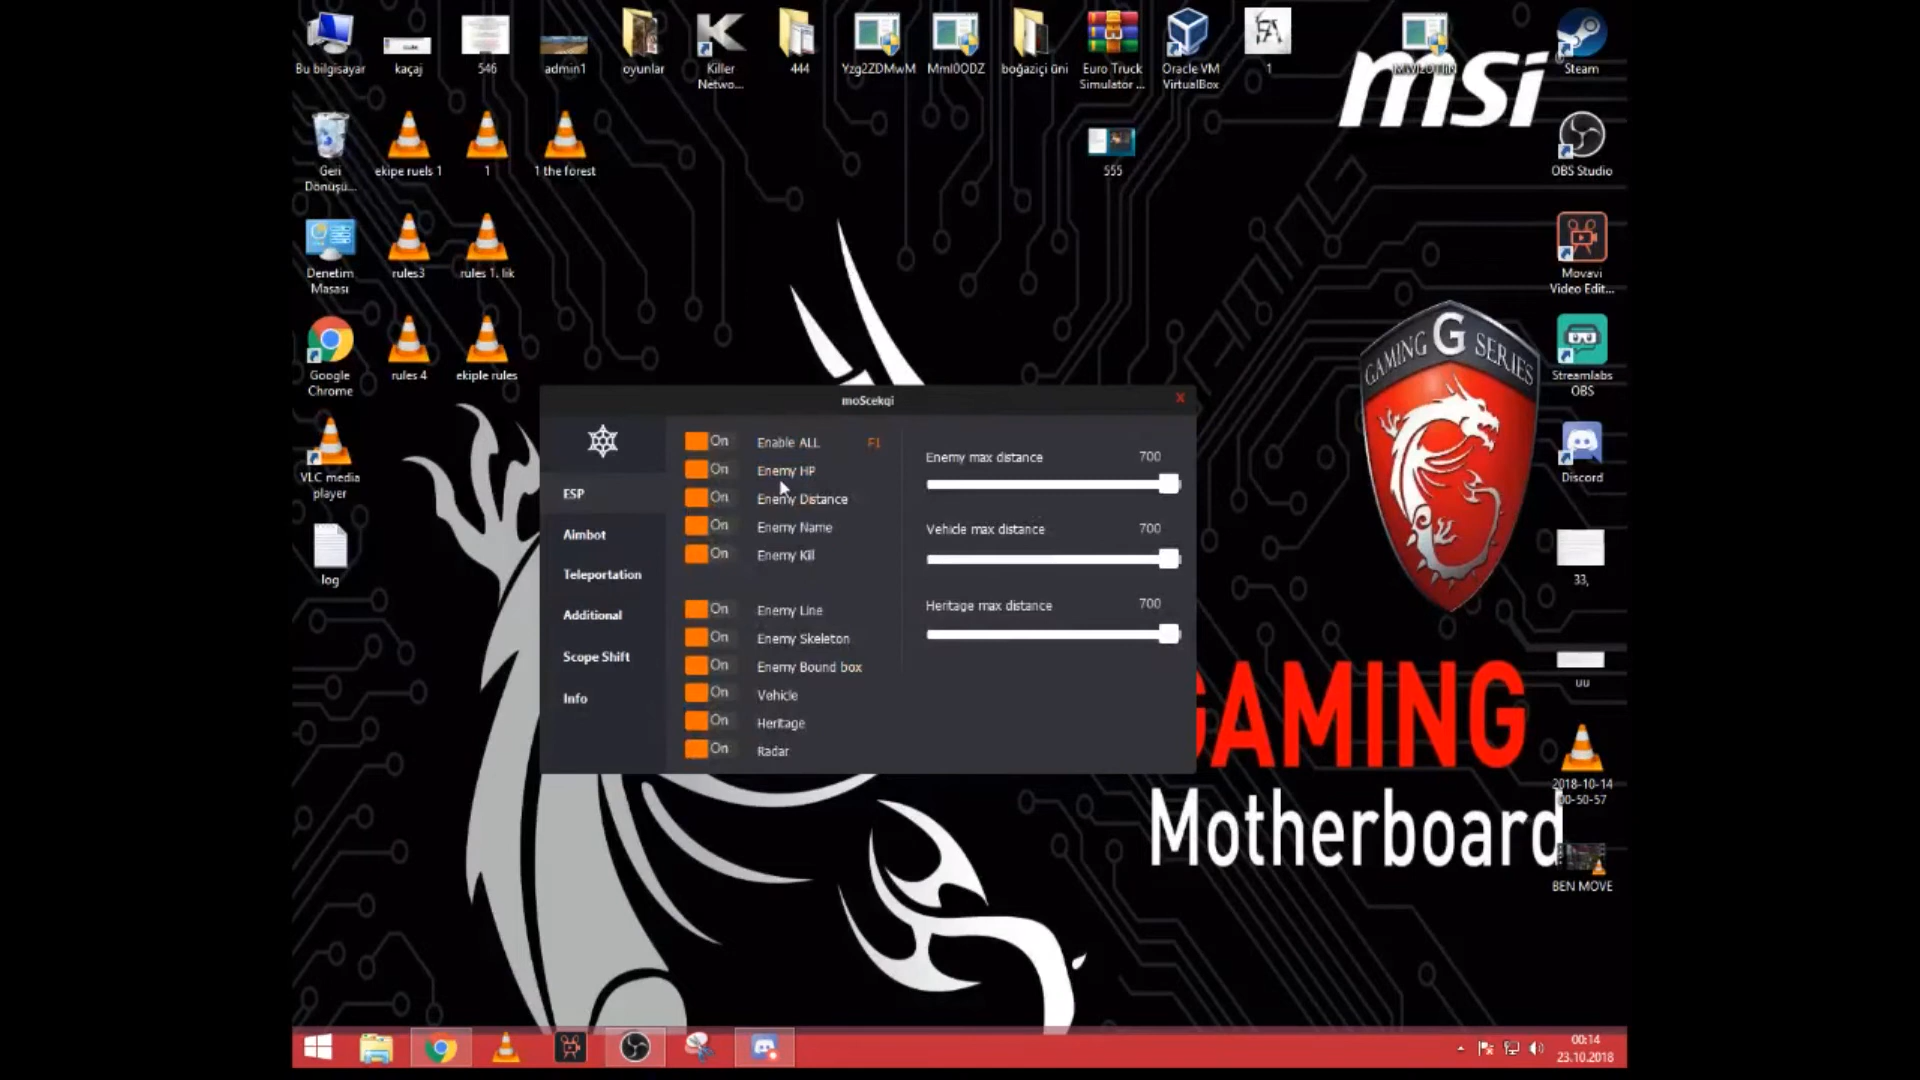 Bu bilgisayar
kaçaj
546
admin1
oyunlar
Killer
Netwo...
444
Yzg2ZDMwM
MmI0ODZ
boğaziçi üni
Euro Truck
Simulator ...
Oracle VM
VirtualBox
1
Steam
msi
Geri
Dönüşü...
ekipe ruels 1
1
1 the forest
555
OBS Studio
Denetim
Masası
rules3
rules 1. lik
Movavi
Video Edit...
Google
Chrome
rules 4
ekiple rules
GAMING G SERIES
Streamlabs
OBS
VLC media
player
Discord
log
33,
uu
moScekqi
X
ESP
Aimbot
Teleportation
Additional
Scope Shift
Info
On Enable ALL F1
On Enemy HP
On Enemy Distance
On Enemy Name
On Enemy Kill
On Enemy Line
On Enemy Skeleton
On Enemy Bound box
On Vehicle
On Heritage
On Radar
Enemy max distance 700
Vehicle max distance 700
Heritage max distance 700
GAMING
Motherboard
2018-10-14
00-50-57
BEN MOVE
00:14
23.10.2018